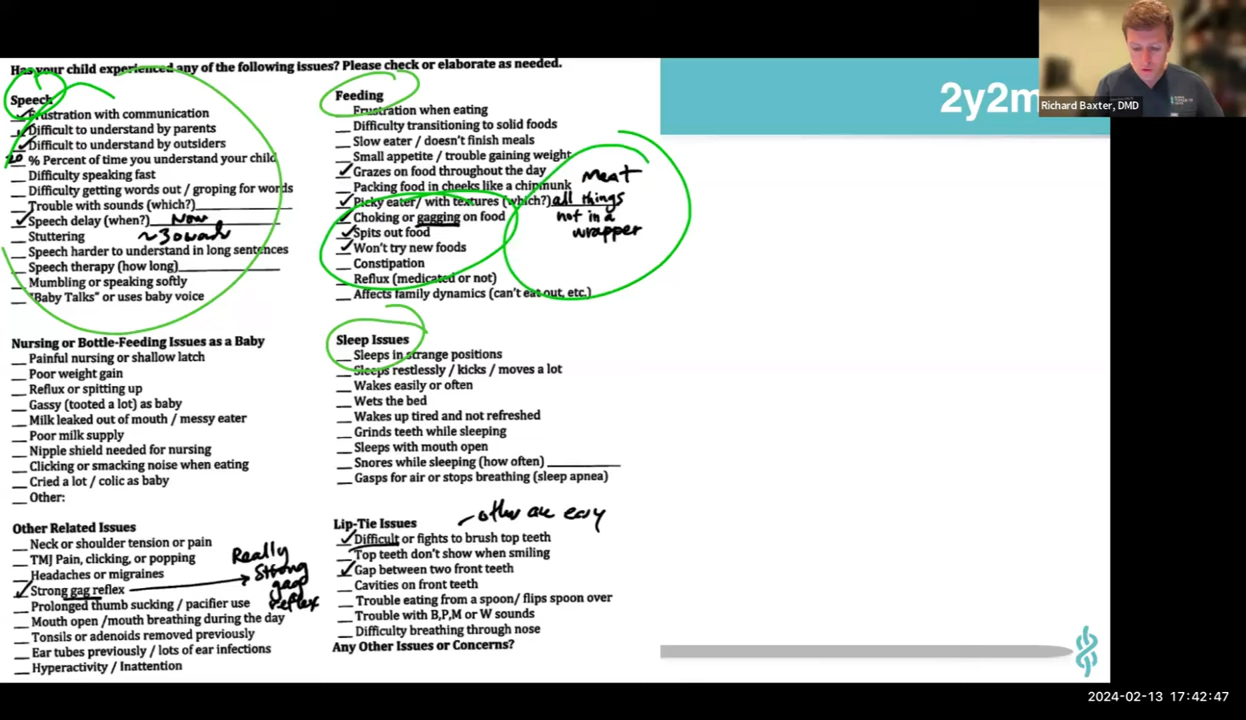 Has your child experienced any of the following issues? Please check or elaborate as needed.
Speech
Frustration with communication
Difficult to understand by parents
Difficult to understand by outsiders
20 % Percent of time you understand your child
Difficulty speaking fast
Difficulty getting words out / groping for words
Trouble with sounds (which?)
Speech delay (when?) Now
Stuttering ~30 words
Speech harder to understand in long sentences
Speech therapy (how long)
Mumbling or speaking softly
"Baby Talks" or uses baby voice
Nursing or Bottle-Feeding Issues as a Baby
Painful nursing or shallow latch
Poor weight gain
Reflux or spitting up
Gassy (tooted a lot) as baby
Milk leaked out of mouth / messy eater
Poor milk supply
Nipple shield needed for nursing
Clicking or smacking noise when eating
Cried a lot / colic as baby
Other:
Other Related Issues
Neck or shoulder tension or pain
TMJ Pain, clicking, or popping
Headaches or migraines
Strong gag reflex
Prolonged thumb sucking / pacifier use
Mouth open /mouth breathing during the day
Tonsils or adenoids removed previously
Ear tubes previously / lots of ear infections
Hyperactivity / Inattention
Really
strong
gag
reflex
Feeding
Frustration when eating
Difficulty transitioning to solid foods
Slow eater / doesn't finish meals
Small appetite / trouble gaining weight
Grazes on food throughout the day
Packing food in cheeks like a chipmunk
Picky eater/ with textures (which?)
Choking or gagging on food
Spits out food
Won't try new foods
Constipation
Reflux (medicated or not)
Affects family dynamics (can't eat out, etc.)
Meat
all things
not in a
wrapper
Sleep Issues
Sleeps in strange positions
Sleeps restlessly / kicks / moves a lot
Wakes easily or often
Wets the bed
Wakes up tired and not refreshed
Grinds teeth while sleeping
Sleeps with mouth open
Snores while sleeping (how often)
Gasps for air or stops breathing (sleep apnea)
Lip-Tie Issues
- other are easy
Difficult or fights to brush top teeth
Top teeth don't show when smiling
Gap between two front teeth
Cavities on front teeth
Trouble eating from a spoon/ flips spoon over
Trouble with B,P,M or W sounds
Difficulty breathing through nose
Any Other Issues or Concerns?
2y2m
Richard Baxter, DMD
2024-02-13 17:42:47